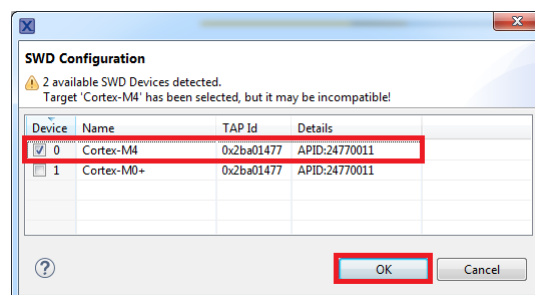 X
SWD Configuration
2 available SWD Devices detected.
Target 'Cortex-M4' has been selected, but it may be incompatible!
Device Name TAP Id Details
0 Cortex-M4 0x2ba01477 APID:24770011
1 Cortex-M0+ 0x2ba01477 APID:24770011
? OK Cancel